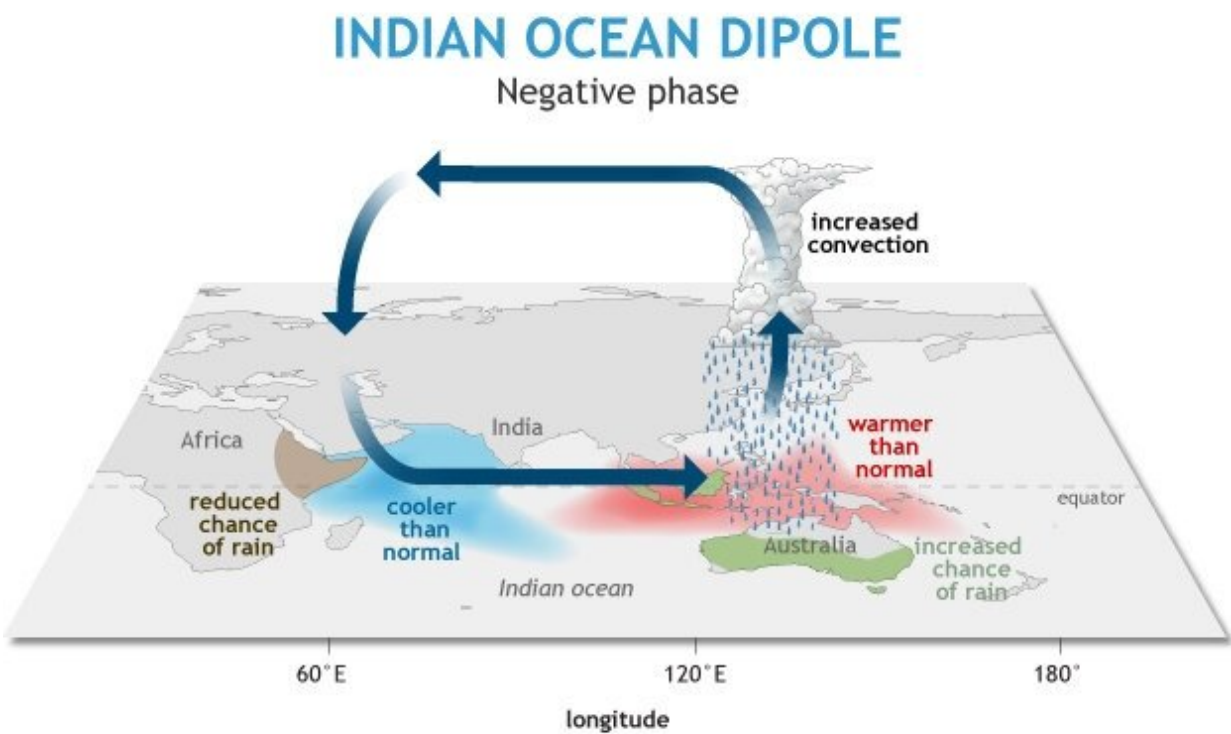 INDIAN OCEAN DIPOLE
Negative phase
increased
convection
Africa
India
warmer
than
normal
reduced
chance
of rain
cooler
than
normal
equator
Australia
increased
chance
of rain
Indian ocean
60°E
120°E
180°
longitude